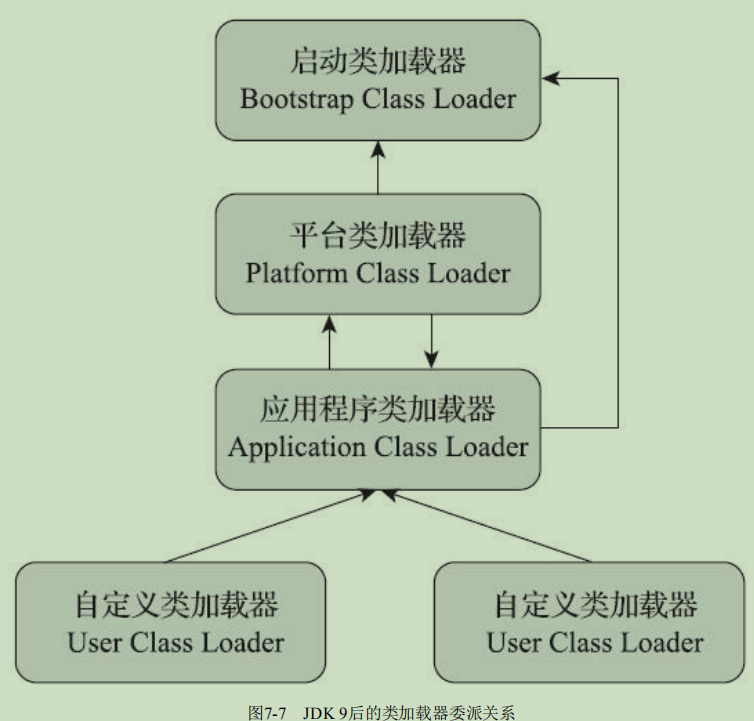 启动类加载器
Bootstrap Class Loader
平台类加载器
Platform Class Loader
应用程序类加载器
Application Class Loader
自定义类加载器
User Class Loader
自定义类加载器
User Class Loader
图7-7 JDK 9后的类加载器委派关系